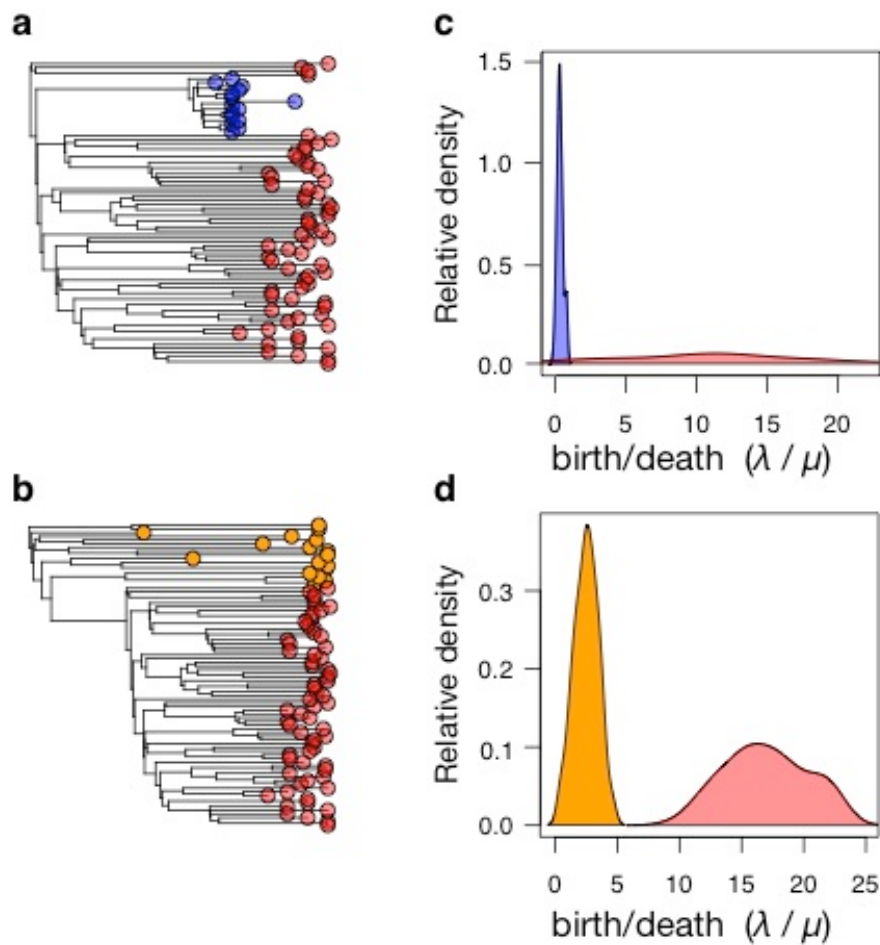 a
c
1.5
1.0
0.5
0.0
Relative density
0 5 10 15 20
birth/death (λ / μ)
b
d
0.3
0.2
0.1
0.0
Relative density
0 5 10 15 20 25
birth/death (λ / μ)